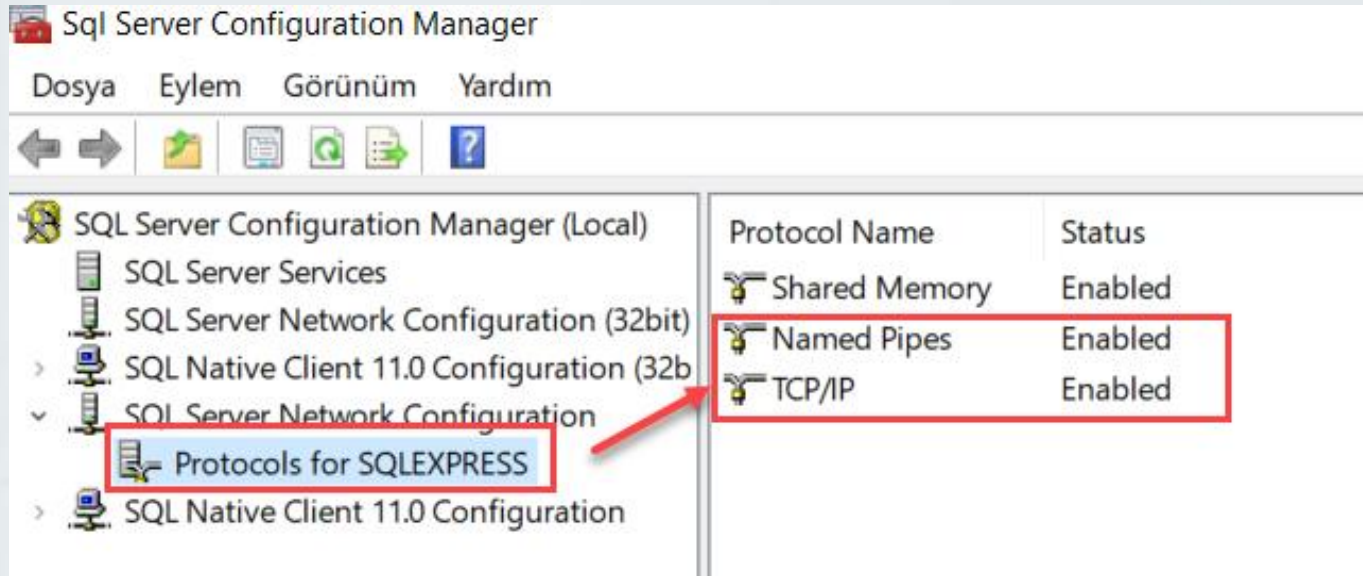 Sql Server Configuration Manager
Dosya Eylem Görünüm Yardım
?
SQL Server Configuration Manager (Local)
SQL Server Services
SQL Server Network Configuration (32bit)
SQL Native Client 11.0 Configuration (32b
SQL Server Network Configuration
Protocols for SQLEXPRESS
SQL Native Client 11.0 Configuration
Protocol Name Status
Shared Memory Enabled
Named Pipes Enabled
TCP/IP Enabled